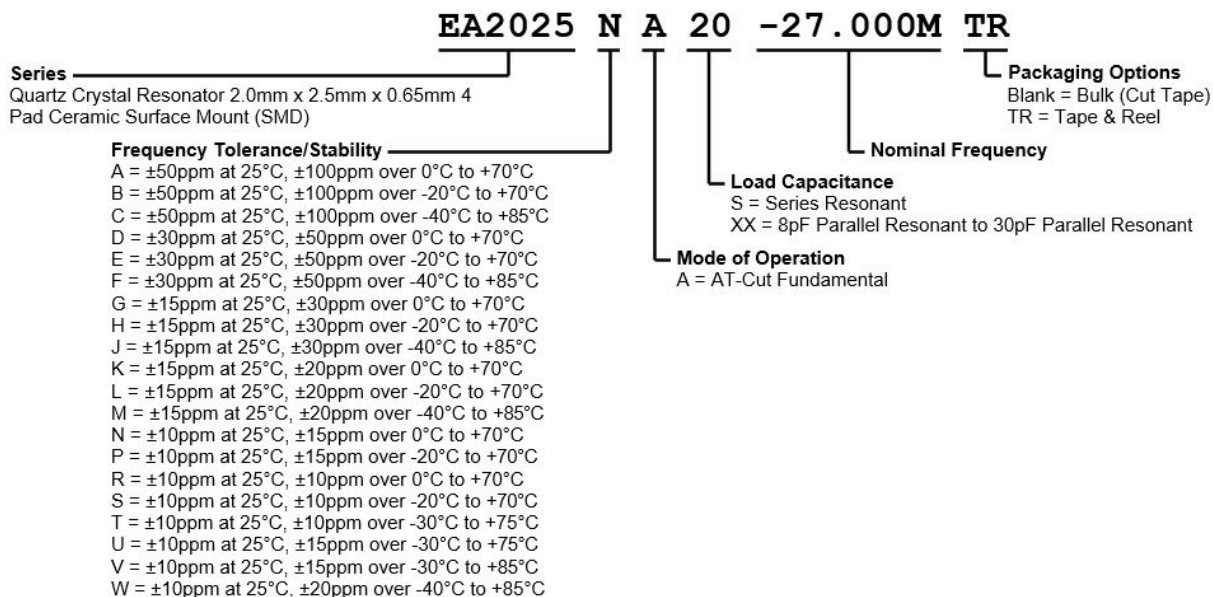 EA2025 N A 20 -27.000M TR
Series
Quartz Crystal Resonator 2.0mm x 2.5mm x 0.65mm 4
Pad Ceramic Surface Mount (SMD)
Frequency Tolerance/Stability
A = ±50ppm at 25°C, ±100ppm over 0°C to +70°C
B = ±50ppm at 25°C, ±100ppm over -20°C to +70°C
C = ±50ppm at 25°C, ±100ppm over -40°C to +85°C
D = ±30ppm at 25°C, ±50ppm over 0°C to +70°C
E = ±30ppm at 25°C, ±50ppm over -20°C to +70°C
F = ±30ppm at 25°C, ±50ppm over -40°C to +85°C
G = ±15ppm at 25°C, ±30ppm over 0°C to +70°C
H = ±15ppm at 25°C, ±30ppm over -20°C to +70°C
J = ±15ppm at 25°C, ±30ppm over -40°C to +85°C
K = ±15ppm at 25°C, ±20ppm over 0°C to +70°C
L = ±15ppm at 25°C, ±20ppm over -20°C to +70°C
M = ±15ppm at 25°C, ±20ppm over -40°C to +85°C
N = ±10ppm at 25°C, ±15ppm over 0°C to +70°C
P = ±10ppm at 25°C, ±15ppm over -20°C to +70°C
R = ±10ppm at 25°C, ±10ppm over 0°C to +70°C
S = ±10ppm at 25°C, ±10ppm over -20°C to +70°C
T = ±10ppm at 25°C, ±10ppm over -30°C to +75°C
U = ±10ppm at 25°C, ±15ppm over -30°C to +75°C
V = ±10ppm at 25°C, ±15ppm over -30°C to +85°C
W = ±10ppm at 25°C, ±20ppm over -40°C to +85°C
Packaging Options
Blank = Bulk (Cut Tape)
TR = Tape & Reel
Nominal Frequency
Load Capacitance
S = Series Resonant
XX = 8pF Parallel Resonant to 30pF Parallel Resonant
Mode of Operation
A = AT-Cut Fundamental